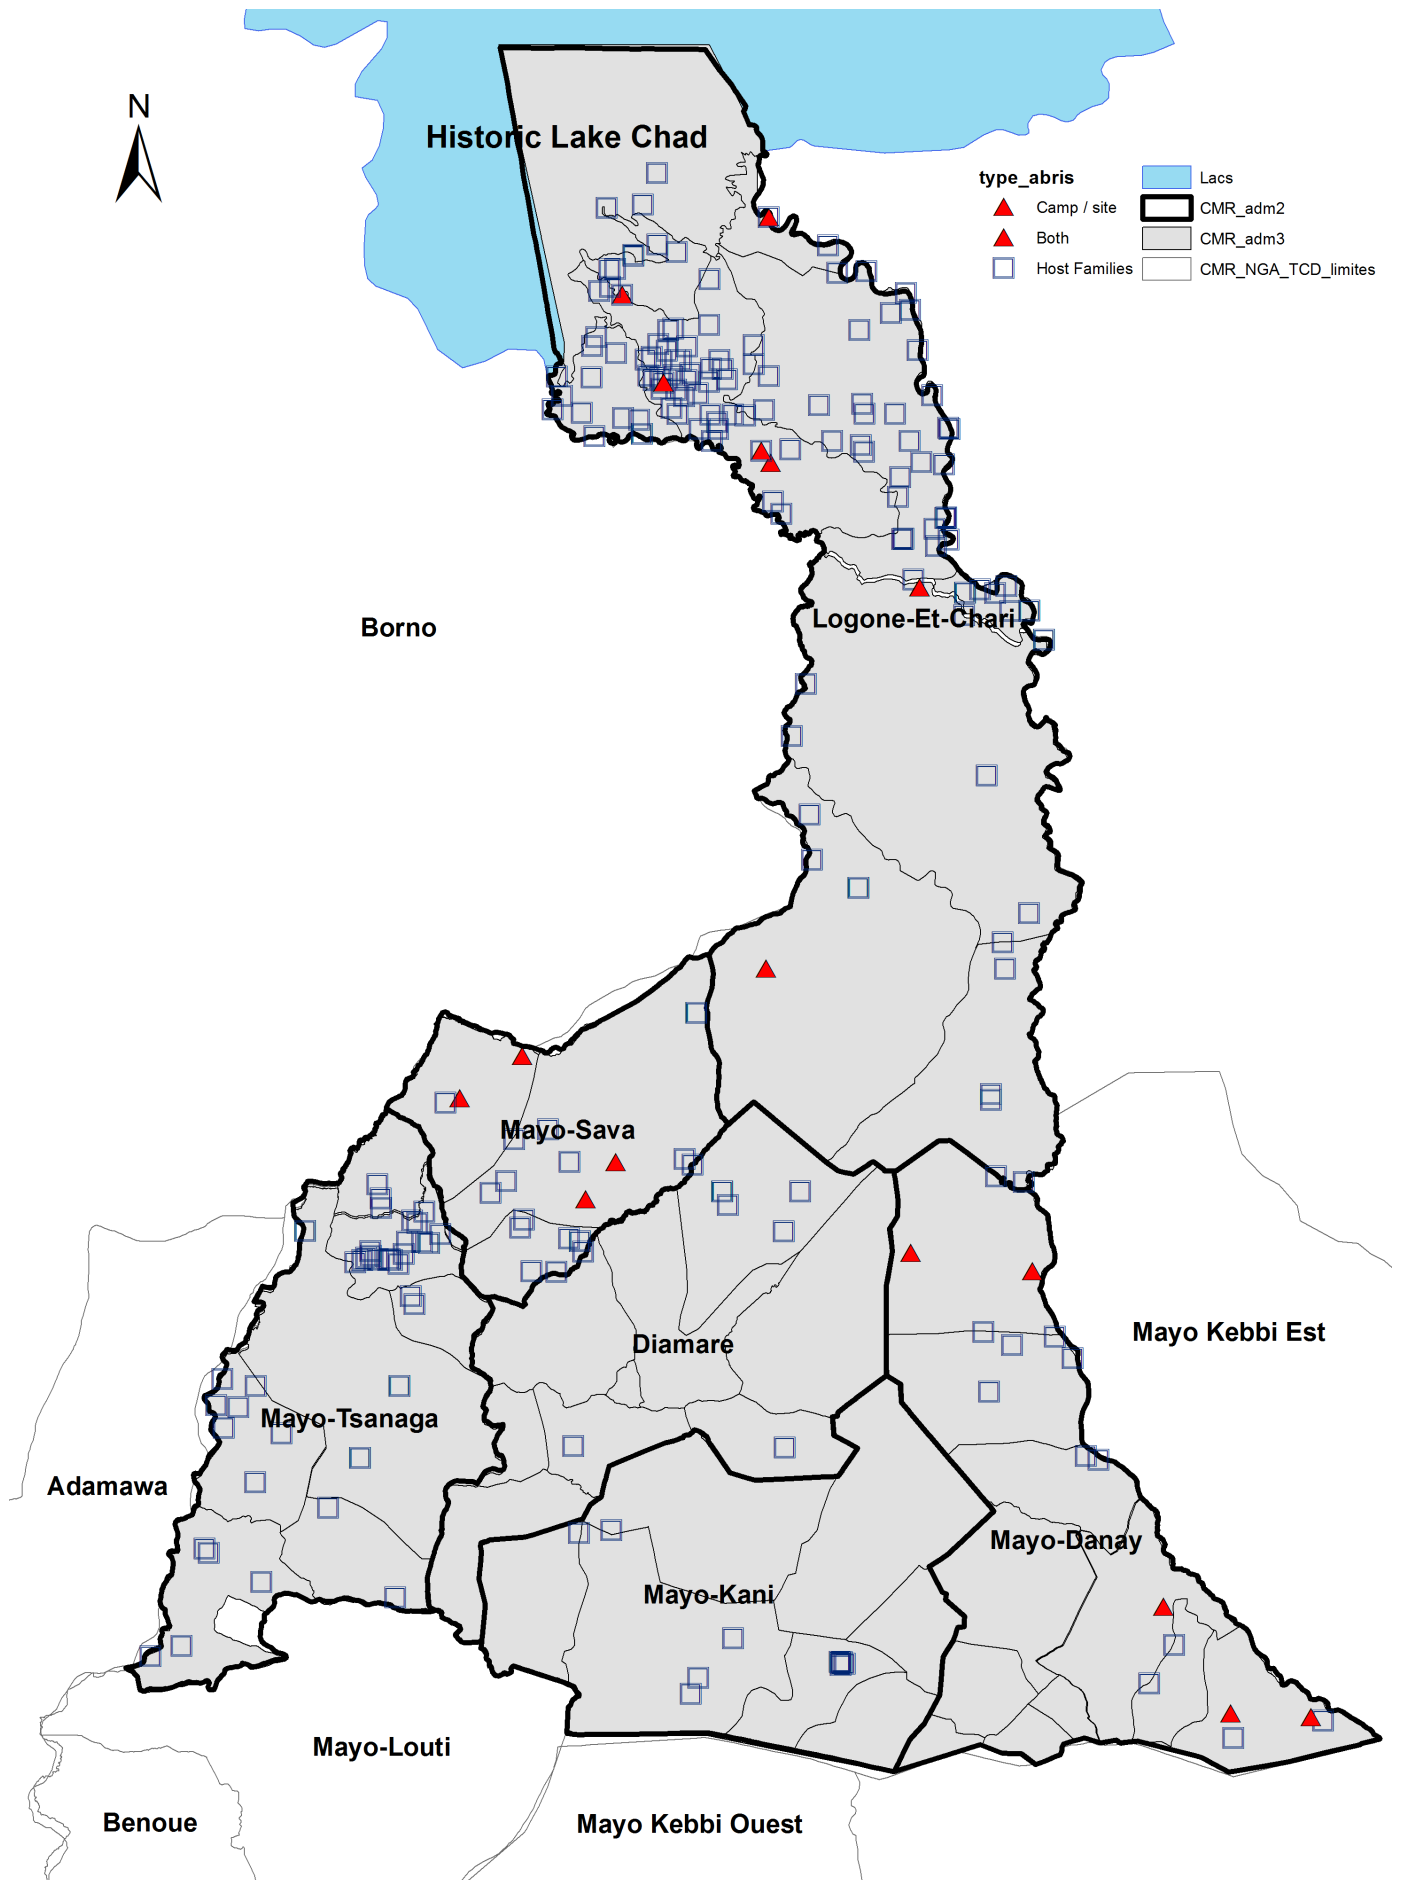 N
Historic Lake Chad
type_abris
Camp / site
Both
Host Families
Lacs
CMR_adm2
CMR_adm3
CMR_NGA_TCD_limites
Borno
Logone-Et-Chari
Mayo-Sava
Diamare
Mayo Kebbi Est
Mayo-Tsanaga
Adamawa
Mayo-Danay
Mayo-Kani
Mayo-Louti
Benoue
Mayo Kebbi Ouest